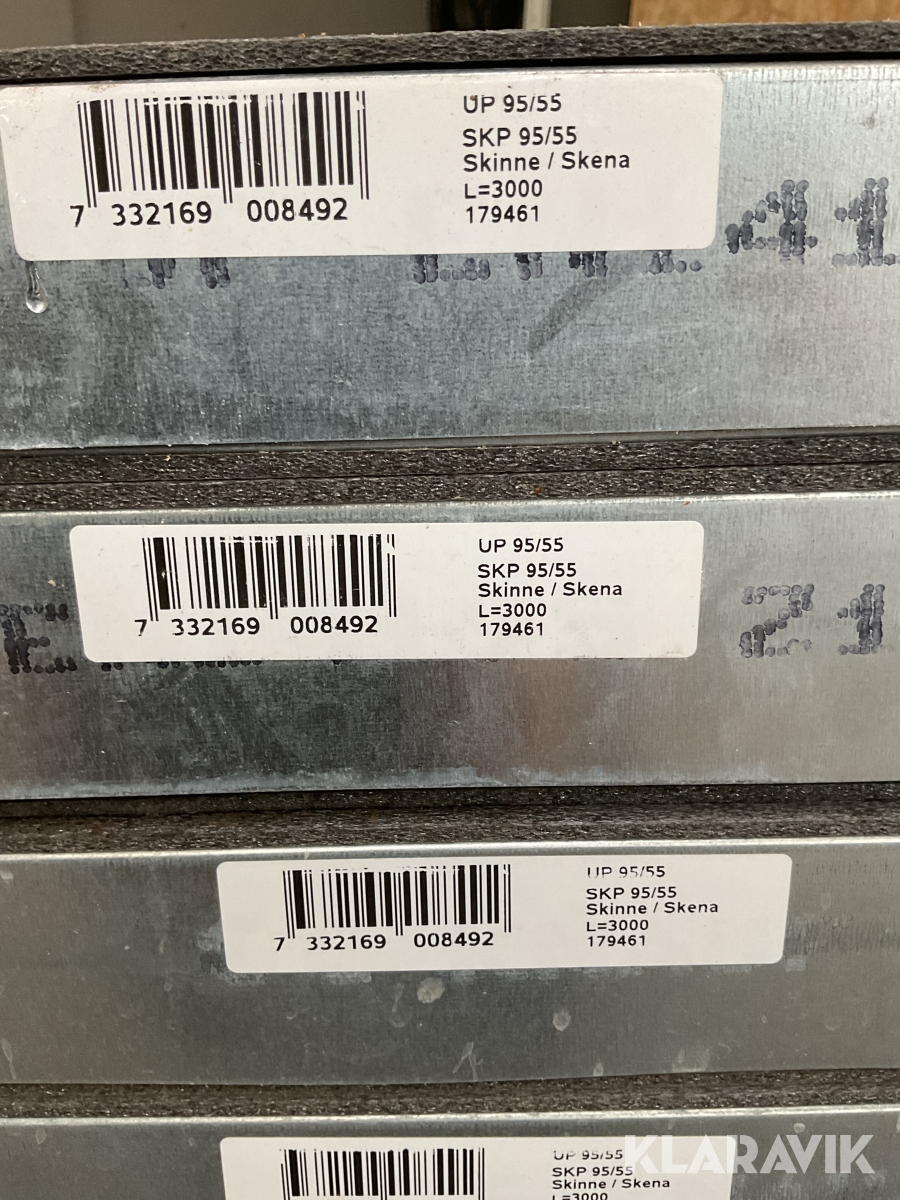 UP 95/55
SKP 95/55
Skinne / Skena
L=3000
179461
7 332169 008492
41
UP 95/55
SKP 95/55
Skinne / Skena
L=3000
179461
7 332169 008492
21
UP 95/55
SKP 95/55
Skinne / Skena
L=3000
179461
7 332169 008492
UP 95/55
SKP 95/55
Skinne / Skena
L=3000
KLARAVIK